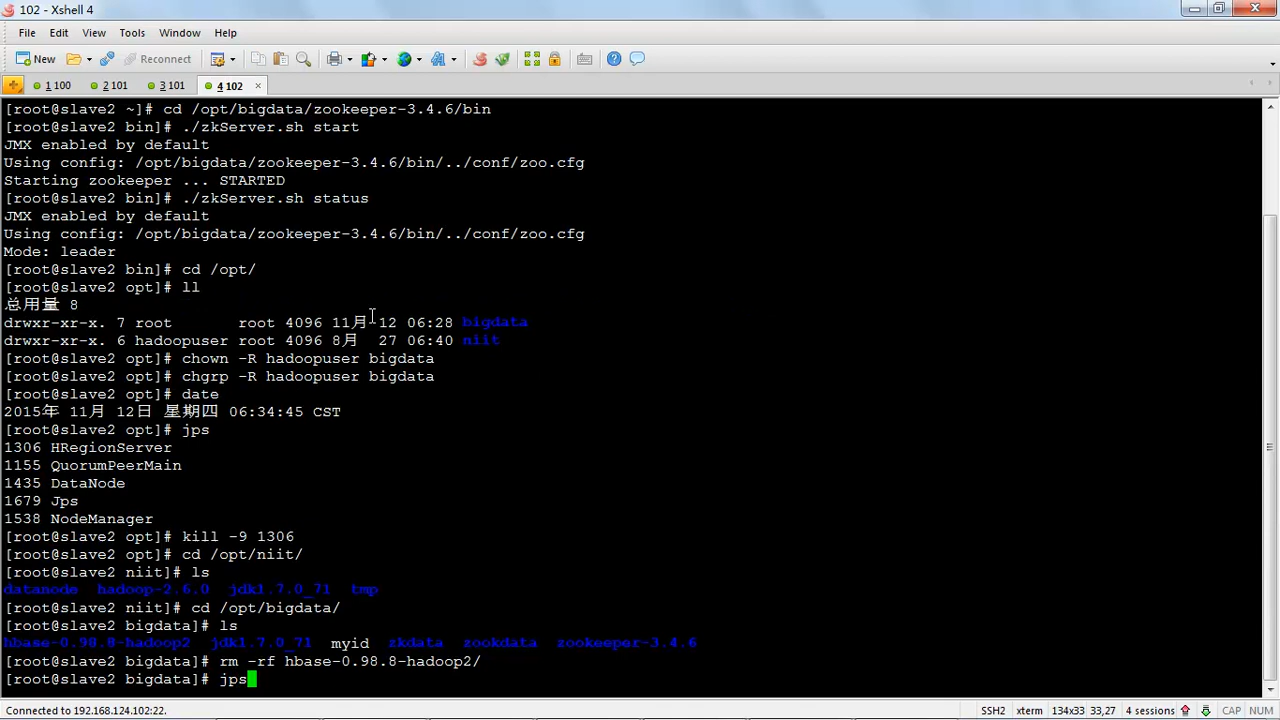 102 - Xshell 4
File Edit View Tools Window Help
New Reconnect
1 100 2 101 3 101 4 102
[root@slave2 ~]# cd /opt/bigdata/zookeeper-3.4.6/bin
[root@slave2 bin]# ./zkServer.sh start
JMX enabled by default
Using config: /opt/bigdata/zookeeper-3.4.6/bin/../conf/zoo.cfg
Starting zookeeper ... STARTED
[root@slave2 bin]# ./zkServer.sh status
JMX enabled by default
Using config: /opt/bigdata/zookeeper-3.4.6/bin/../conf/zoo.cfg
Mode: leader
[root@slave2 bin]# cd /opt/
[root@slave2 opt]# ll
总用量 8
drwxr-xr-x. 7 root       root 4096 11月 12 06:28 bigdata
drwxr-xr-x. 6 hadoopuser root 4096 8月  27 06:40 niit
[root@slave2 opt]# chown -R hadoopuser bigdata
[root@slave2 opt]# chgrp -R hadoopuser bigdata
[root@slave2 opt]# date
2015年 11月 12日 星期四 06:34:45 CST
[root@slave2 opt]# jps
1306 HRegionServer
1155 QuorumPeerMain
1435 DataNode
1679 Jps
1538 NodeManager
[root@slave2 opt]# kill -9 1306
[root@slave2 opt]# cd /opt/niit/
[root@slave2 niit]# ls
datanode  hadoop-2.6.0  jdk1.7.0_71  tmp
[root@slave2 niit]# cd /opt/bigdata/
[root@slave2 bigdata]# ls
hbase-0.98.8-hadoop2  jdk1.7.0_71  myid  zkdata  zookdata  zookeeper-3.4.6
[root@slave2 bigdata]# rm -rf hbase-0.98.8-hadoop2/
[root@slave2 bigdata]# jps
Connected to 192.168.124.102:22. SSH2 xterm 134x33 33,27 4 sessions CAP NUM